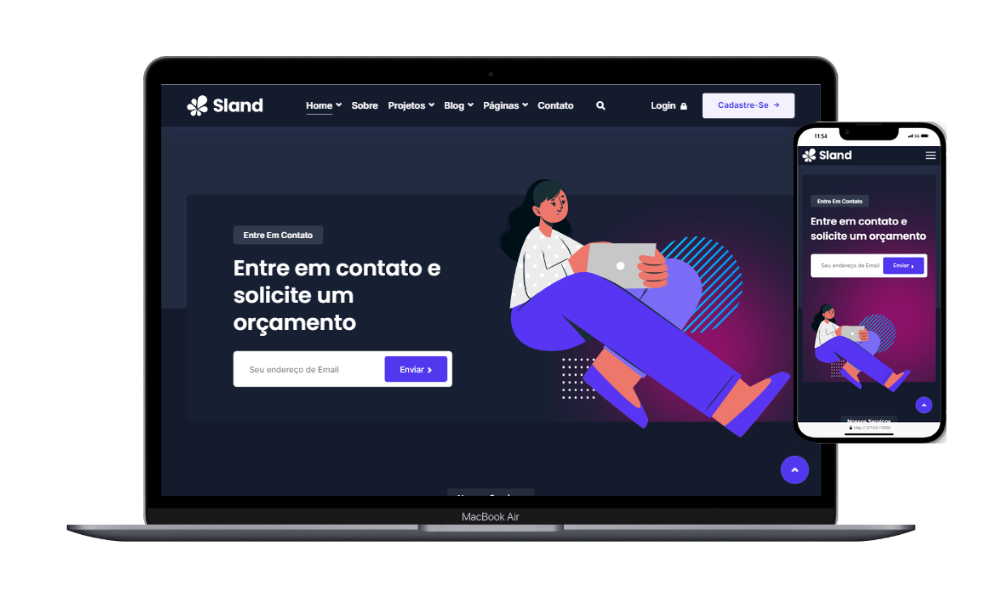 Sland Home Sobre Projetos Blog Páginas Contato Login Cadastre-Se
Entre Em Contato
Entre em contato e
solicite um
orçamento
Seu endereço de Email Enviar
MacBook Air
11:54
Sland
Entre Em Contato
Entre em contato e
solicite um orçamento
Seu endereço de Email Enviar
Nossos Serviços